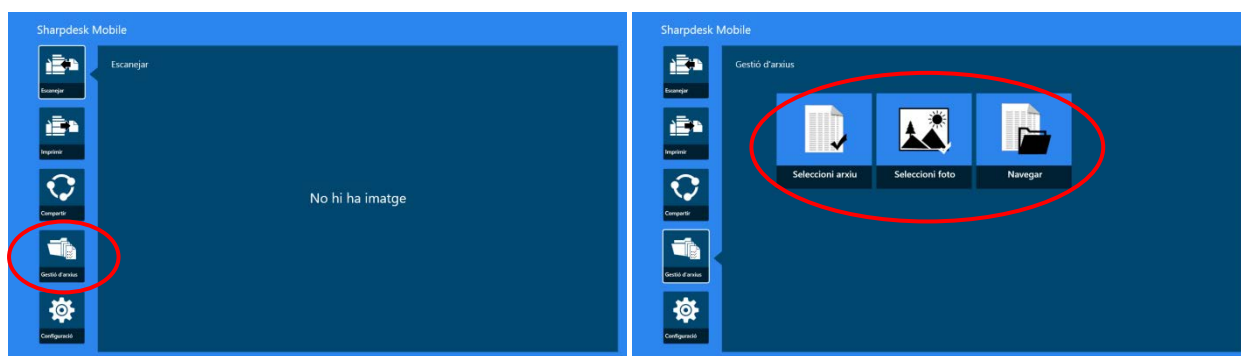 Sharpdesk Mobile
Escanejar
Escanejar
Imprimir
Compartir
No hi ha imatge
Gestió d'arxius
Configuració
Sharpdesk Mobile
Gestió d'arxius
Escanejar
Imprimir
Seleccioni arxiu
Seleccioni foto
Navegar
Compartir
Gestió d'arxius
Configuració